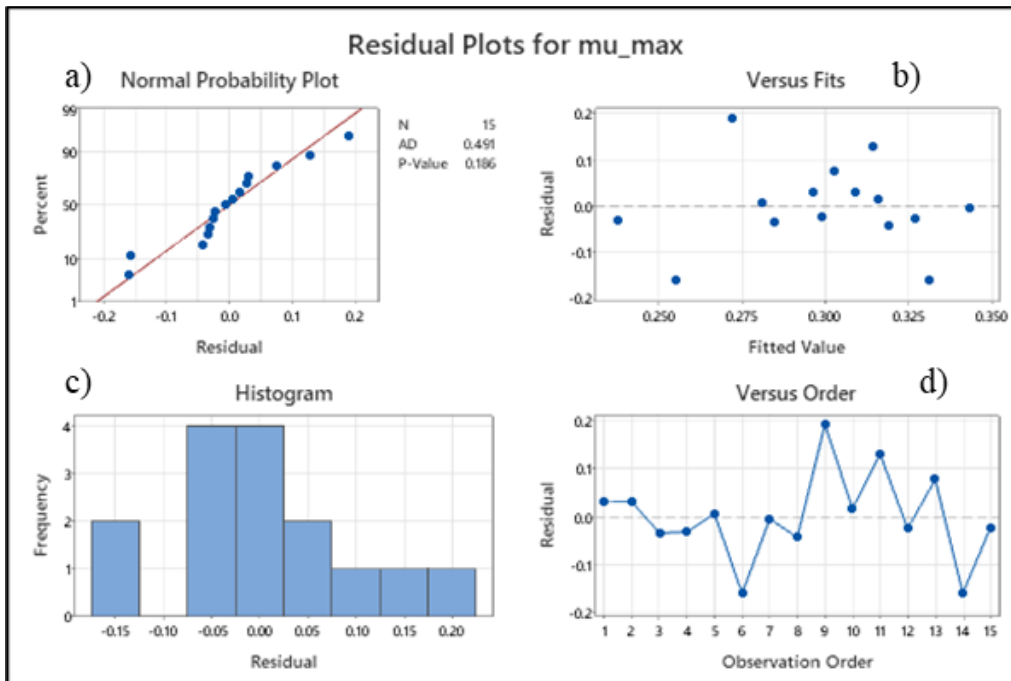 Residual Plots for mu_max
a)
Normal Probability Plot
99
90
50
10
1
Percent
-0.2
-0.1
0.0
0.1
0.2
Residual
N 15
AD 0.491
P-Value 0.186
b)
Versus Fits
0.2
0.1
0.0
-0.1
-0.2
Residual
0.250
0.275
0.300
0.325
0.350
Fitted Value
c)
Histogram
4
3
2
1
0
Frequency
-0.15
-0.10
-0.05
0.00
0.05
0.10
0.15
0.20
Residual
d)
Versus Order
0.2
0.1
0.0
-0.1
-0.2
Residual
1 2 3 4 5 6 7 8 9 10 11 12 13 14 15
Observation Order